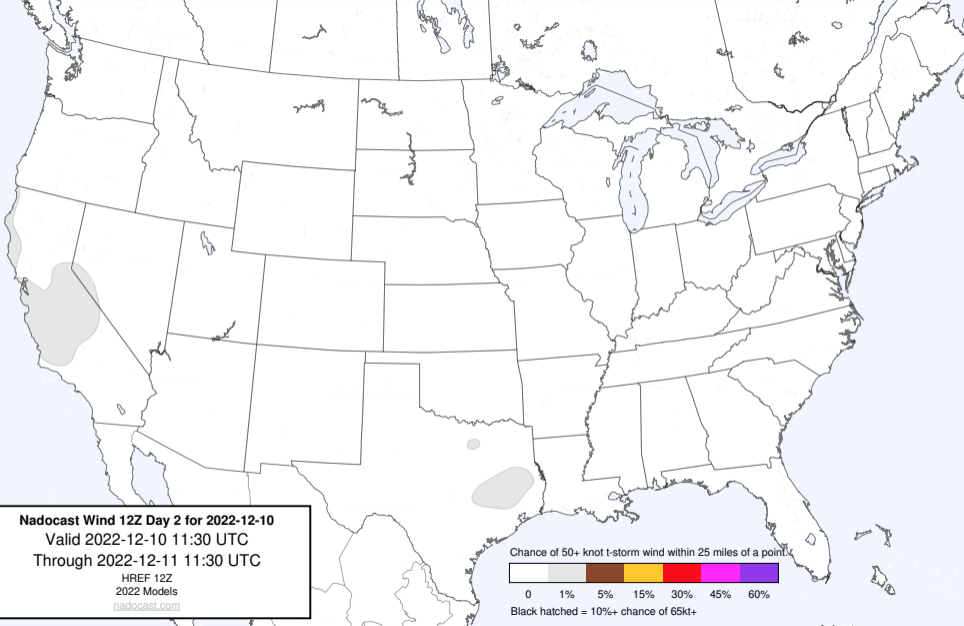 Nadocast Wind 12Z Day 2 for 2022-12-10
Valid 2022-12-10 11:30 UTC
Through 2022-12-11 11:30 UTC
HREF 12Z
2022 Models
nadocast.com
Chance of 50+ knot t-storm wind within 25 miles of a point.
0 1% 5% 15% 30% 45% 60%
Black hatched = 10%+ chance of 65kt+